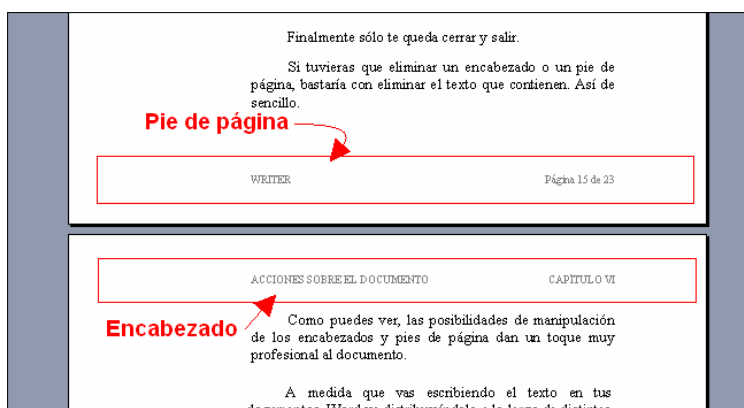 Finalmente sólo te queda cerrar y salir.
Si tuvieras que eliminar un encabezado o un pie de
página, bastaría con eliminar el texto que contienen. Así de
sencillo.
Pie de página
WRITER Página 15 de 23
ACCIONES SOBRE EL DOCUMENTO CAPÍTULO VI
Encabezado
Como puedes ver, las posibilidades de manipulación
de los encabezados y pies de página dan un toque muy
profesional al documento.
A medida que vas escribiendo el texto en tus